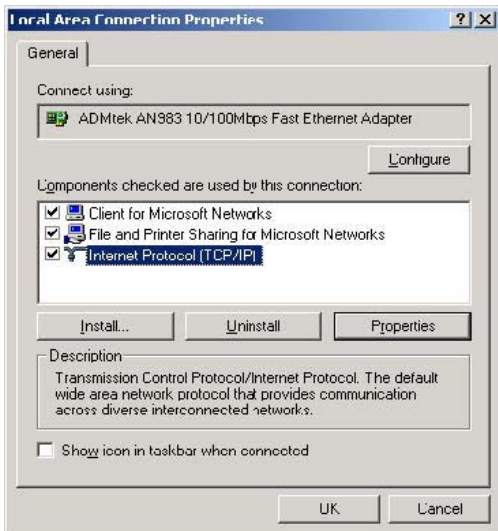 Local Area Connection Properties
General
Connect using:
ADMtek AN983 10/100Mbps Fast Ethernet Adapter
Configure
Components checked are used by this connection:
Client for Microsoft Networks
File and Printer Sharing for Microsoft Networks
Internet Protocol (TCP/IP)
Install...
Uninstall
Properties
Description
Transmission Control Protocol/Internet Protocol. The default
wide area network protocol that provides communication
across diverse interconnected networks.
Show icon in taskbar when connected
OK
Cancel